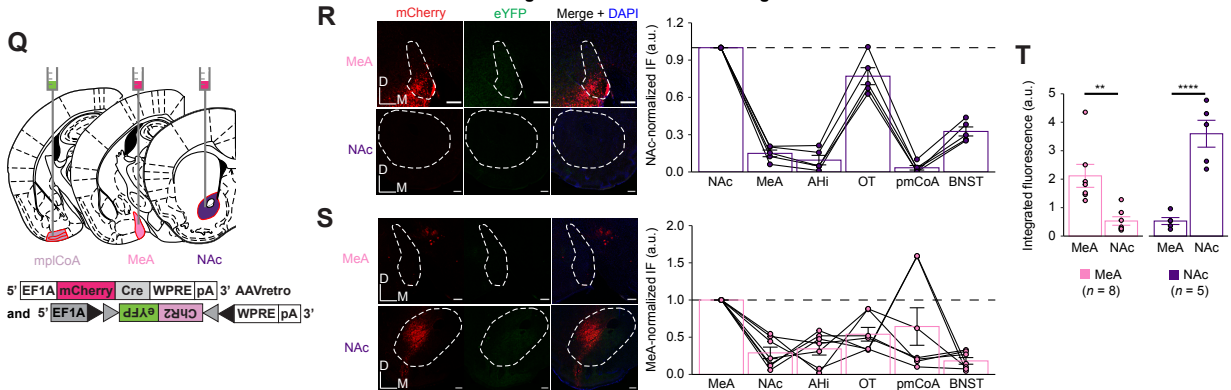 Q
mplCoA
MeA
NAc
5' EF1A mCherry Cre WPRE pA 3' AAVretro
and 5' EF1A eYFP ChR2 WPRE pA 3'
R
mCherry
eYFP
Merge + DAPI
MeA
D
M
NAc
NAc-normalized IF (a.u.)
1.2
0.9
0.6
0.3
0.0
NAc
MeA
AHi
OT
pmCoA
BNST
S
MeA
NAc
D
M
MeA-normalized IF (a.u.)
2.0
1.5
1.0
0.5
0.0
MeA
NAc
AHi
OT
pmCoA
BNST
T
Integrated fluorescence (a.u.)
5
4
3
2
1
0
**
****
MeA
NAc
MeA
NAc
MeA
(n = 8)
NAc
(n = 5)